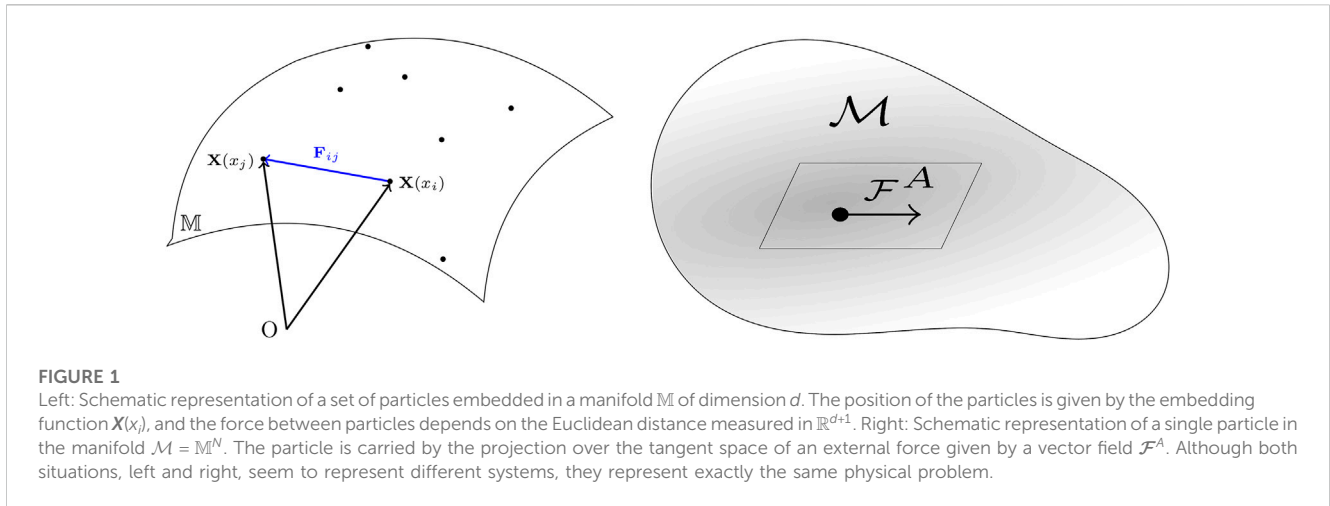 𝓜
𝐗(x_j)
𝐅_ij
𝐗(x_i)
𝓕^A
𝕄
O
FIGURE 1
Left: Schematic representation of a set of particles embedded in a manifold 𝕄 of dimension d. The position of the particles is given by the embedding
function X(x_i), and the force between particles depends on the Euclidean distance measured in ℝ^{d+1}. Right: Schematic representation of a single particle in
the manifold ℳ = 𝕄^N. The particle is carried by the projection over the tangent space of an external force given by a vector field 𝓕^A. Although both
situations, left and right, seem to represent different systems, they represent exactly the same physical problem.